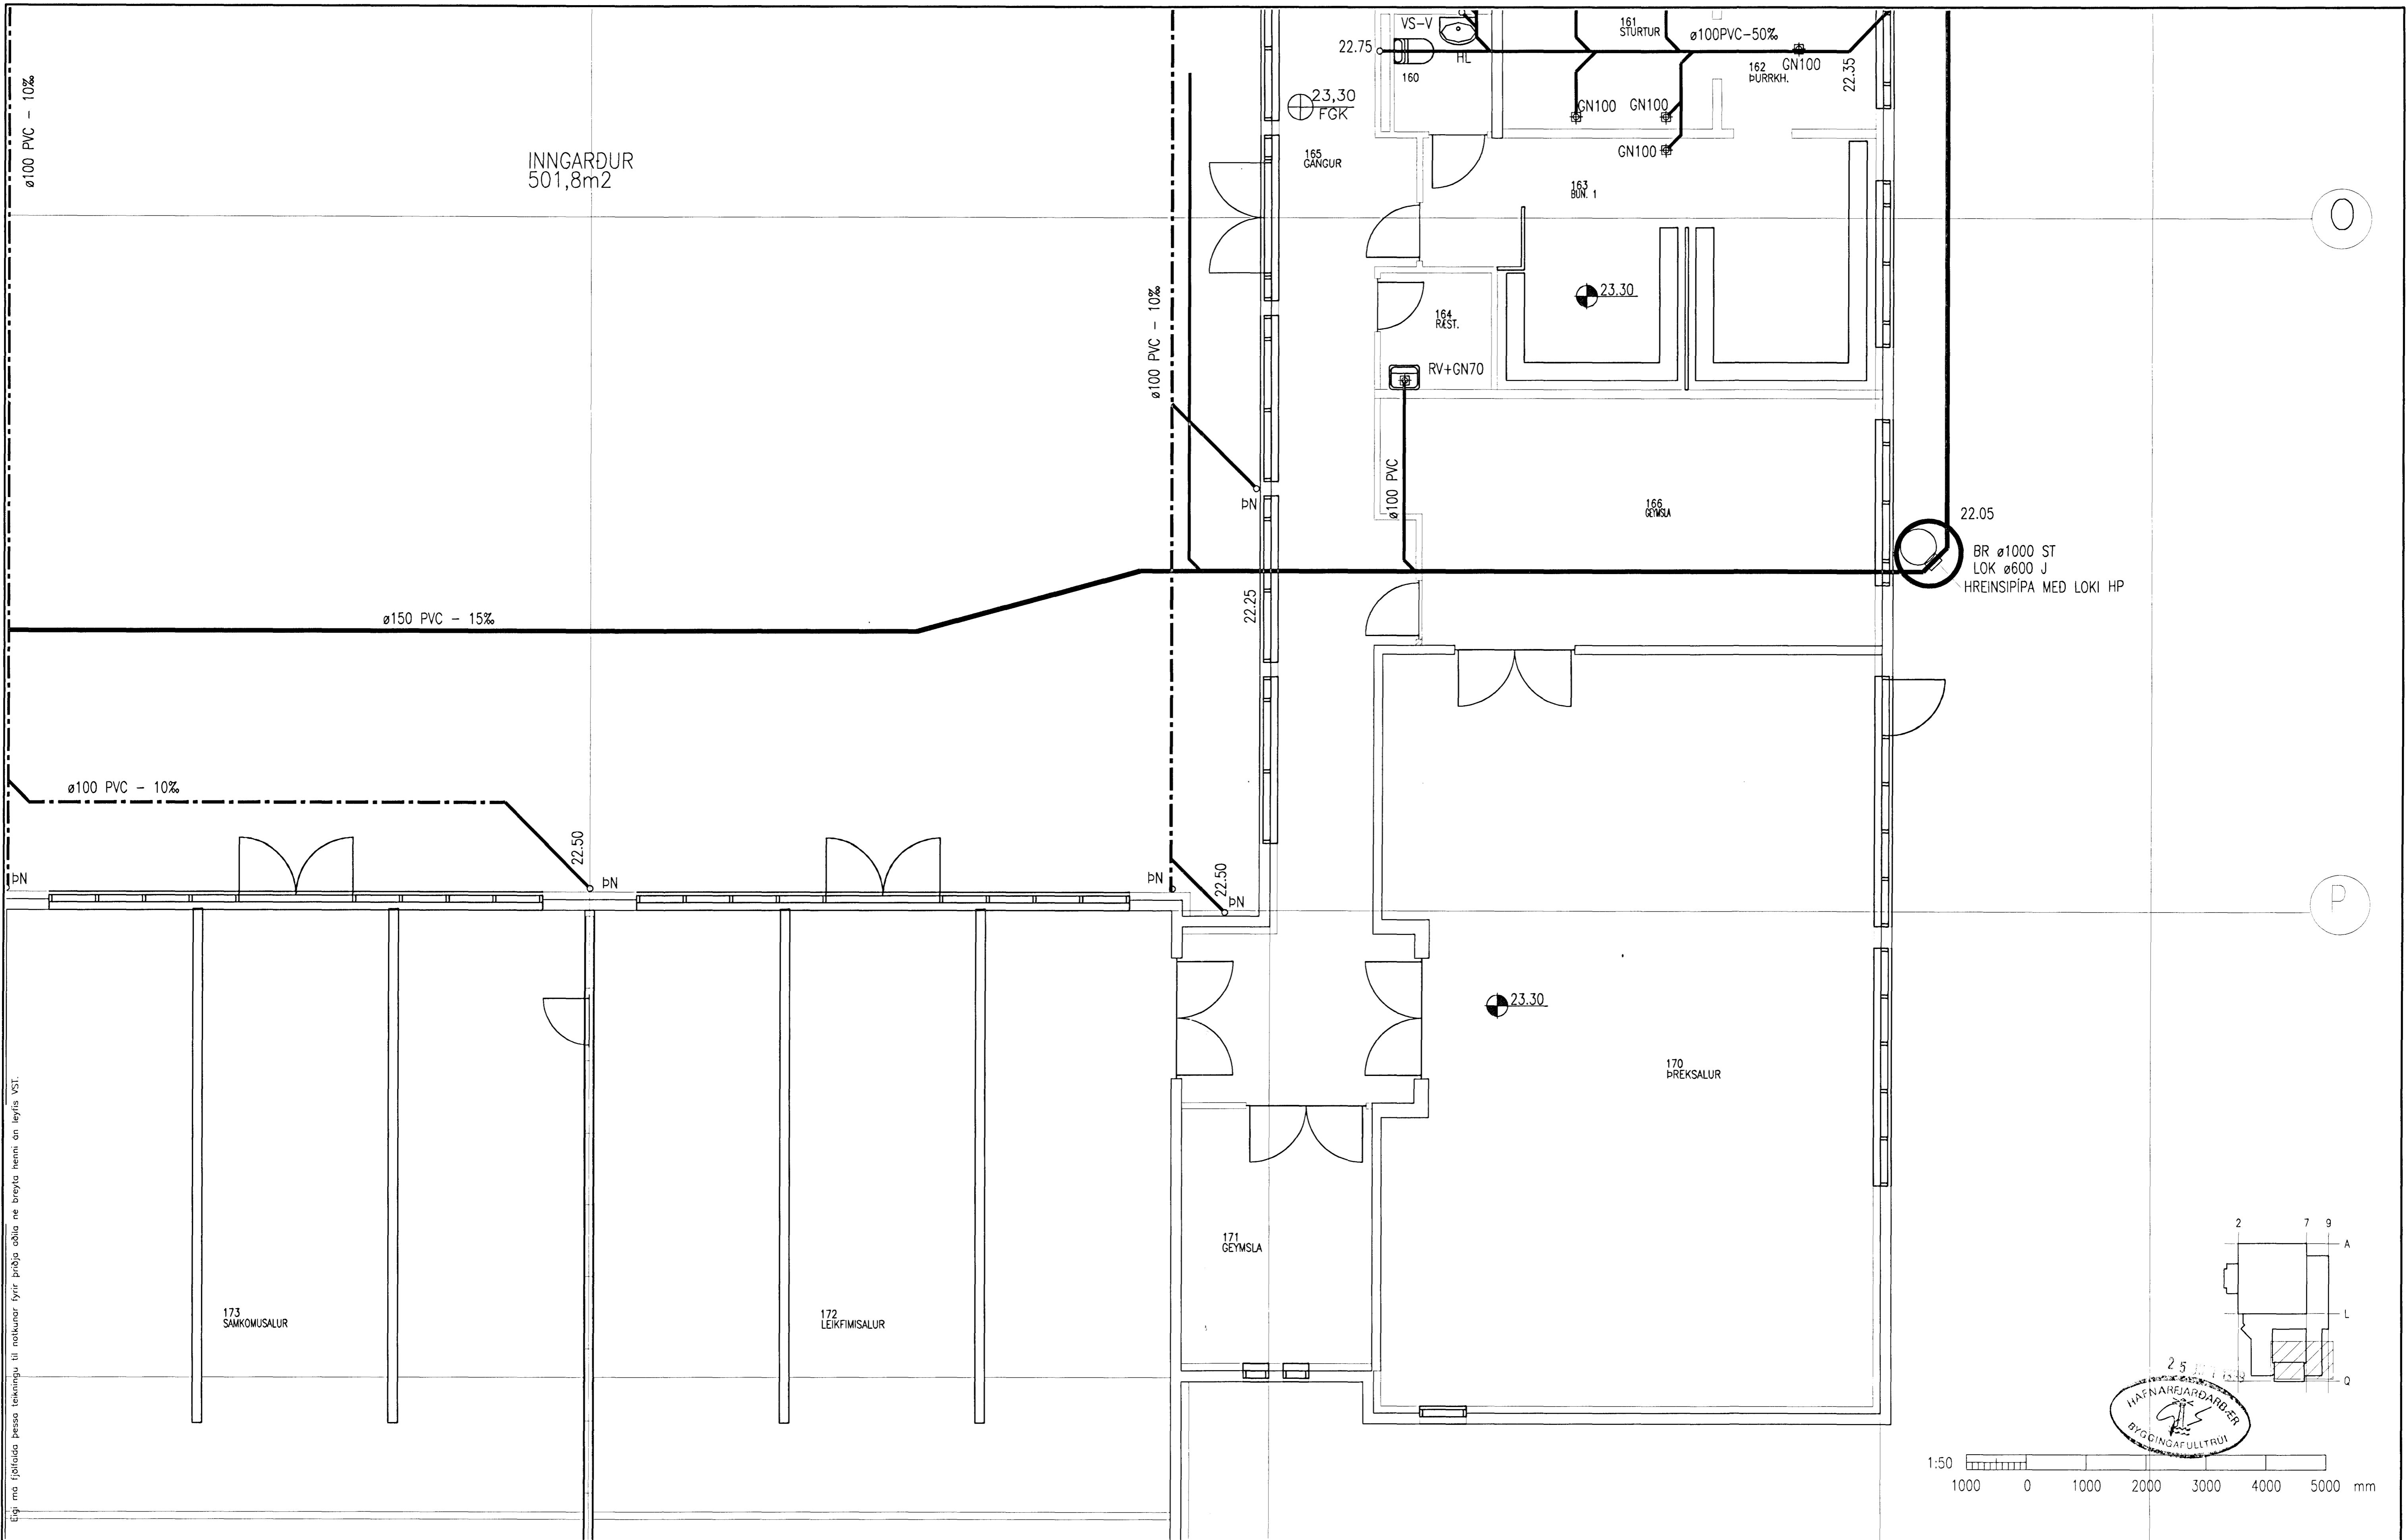 ø100 PVC - 10‰
INNGARÐUR
501,8m2
ø100 PVC - 10‰
VS-V
HL
160
22.75
23,30
FGK
165
GANGUR
161
STURTUR
ø100PVC-50‰
GN100
162
ÞURRKH.
22.35
GN100
GN100
GN100
163
BÚN. 1
O
23.30
164
RÆST.
RV+GN70
ÞN
ø100 PVC
166
GEYMSLA
22.05
BR ø1000 ST
LOK ø600 J
HREINSIPÍPA MEÐ LOKI HP
ø150 PVC - 15‰
22.25
ø100 PVC - 10‰
22.50
ÞN
ÞN
ÞN
22.50
ÞN
P
23.30
170
ÞREKSALUR
171
GEYMSLA
173
SAMKOMUSALUR
172
LEIKFIMISALUR
Eigi má fjölfalda þessa teikningu til notkunar fyrir þriðja aðila ne breyta henni án leyfis VST.
2 7 9
A
L
Q
2 5
HAFNARFJARÐARBÆR
BYGGINGAFULLTRÚI
1:50
1000 0 1000 2000 3000 4000 5000 mm